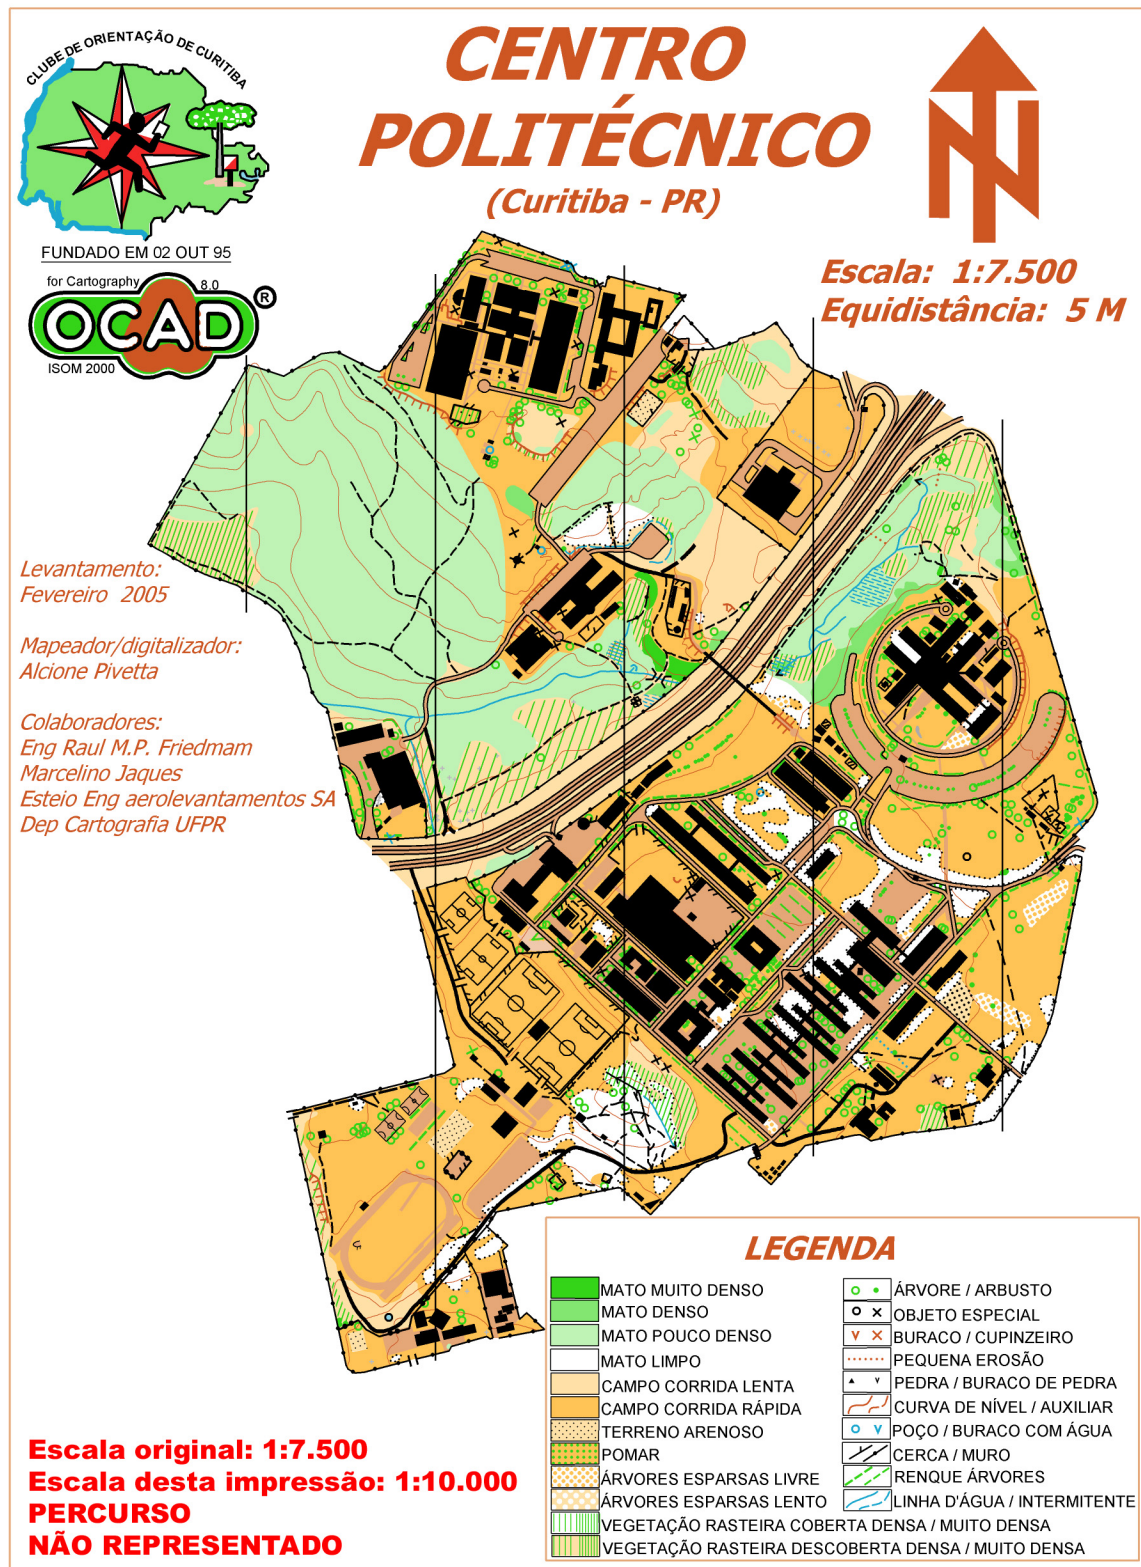 CLUBE DE ORIENTAÇÃO DE CURITIBA
FUNDADO EM 02 OUT 95
for Cartography 8.0
OCAD®
ISOM 2000
CENTRO
POLITÉCNICO
(Curitiba - PR)
N
Escala: 1:7.500
Equidistância: 5 M
Levantamento:
Fevereiro 2005
Mapeador/digitalizador:
Alcione Pivetta
Colaboradores:
Eng Raul M.P. Friedmam
Marcelino Jaques
Esteio Eng aerolevantamentos SA
Dep Cartografia UFPR
LEGENDA
MATO MUITO DENSO
MATO DENSO
MATO POUCO DENSO
MATO LIMPO
CAMPO CORRIDA LENTA
CAMPO CORRIDA RÁPIDA
TERRENO ARENOSO
POMAR
ÁRVORES ESPARSAS LIVRE
ÁRVORES ESPARSAS LENTO
VEGETAÇÃO RASTEIRA COBERTA DENSA / MUITO DENSA
VEGETAÇÃO RASTEIRA DESCOBERTA DENSA / MUITO DENSA
ÁRVORE / ARBUSTO
OBJETO ESPECIAL
BURACO / CUPINZEIRO
PEQUENA EROSÃO
PEDRA / BURACO DE PEDRA
CURVA DE NÍVEL / AUXILIAR
POÇO / BURACO COM ÁGUA
CERCA / MURO
RENQUE ÁRVORES
LINHA D'ÁGUA / INTERMITENTE
Escala original: 1:7.500
Escala desta impressão: 1:10.000
PERCURSO
NÃO REPRESENTADO